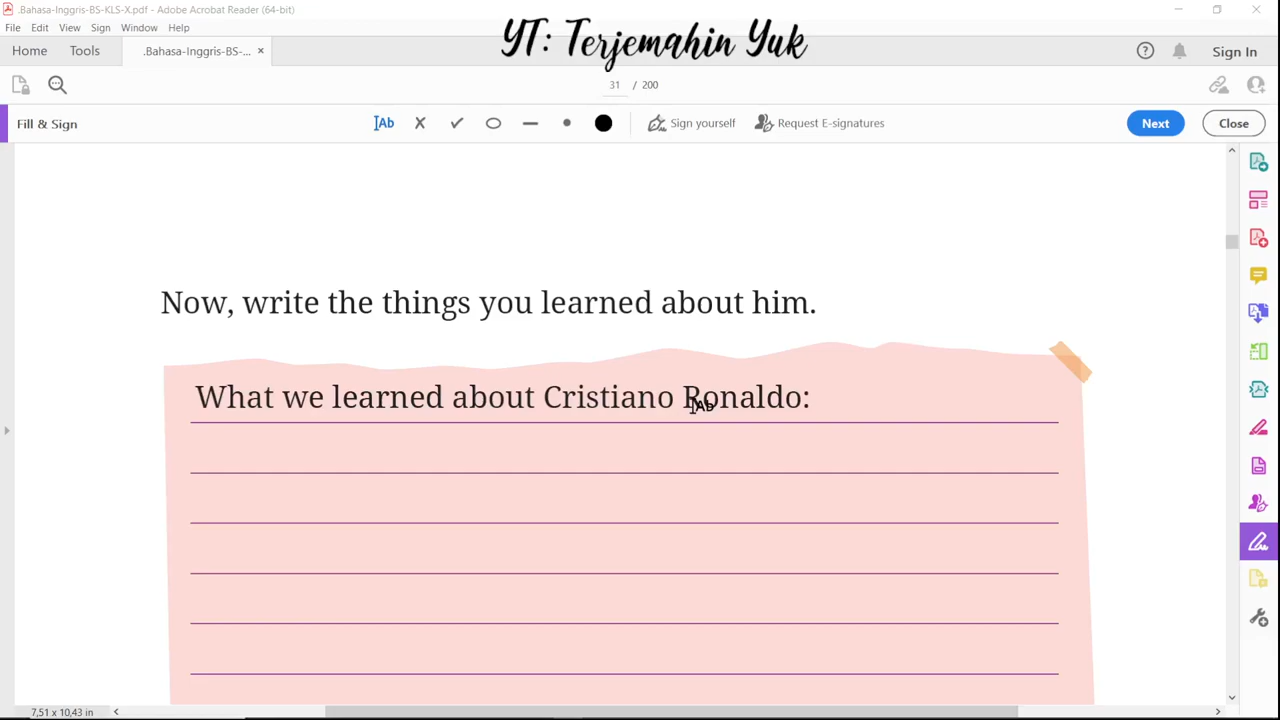 .Bahasa-Inggris-BS-KLS-X.pdf - Adobe Acrobat Reader (64-bit)
File Edit View Sign Window Help
YT: Terjemahin Yuk
Home Tools .Bahasa-Inggris-BS-... × Sign In
31 / 200
Fill & Sign Ab Sign yourself Request E-signatures Next Close
Now, write the things you learned about him.
What we learned about Cristiano Ronaldo:
Ab
7,51 x 10,43 in